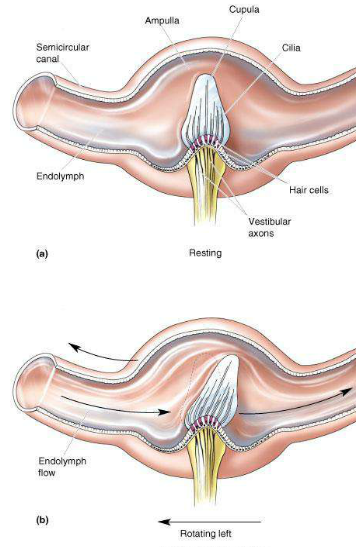 Cupula
Ampulla
Semicircular
canal
Cilia
Endolymph
Hair cells
Vestibular
axons
(a)
Resting
Endolymph
flow
(b)
Rotating left